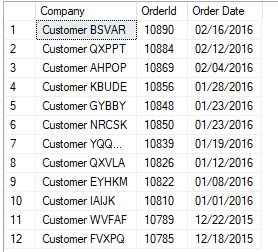 Company OrderId Order Date
1 Customer BSVAR 10890 02/16/2016
2 Customer QXPPT 10884 02/12/2016
3 Customer AHPOP 10869 02/04/2016
4 Customer KBUDE 10856 01/28/2016
5 Customer GYBBY 10848 01/23/2016
6 Customer NRCSK 10850 01/23/2016
7 Customer YQQ... 10839 01/19/2016
8 Customer QXVLA 10826 01/12/2016
9 Customer EYHKM 10822 01/08/2016
10 Customer IAIJK 10810 01/01/2016
11 Customer WVFAF 10789 12/22/2015
12 Customer FVXPQ 10785 12/18/2015